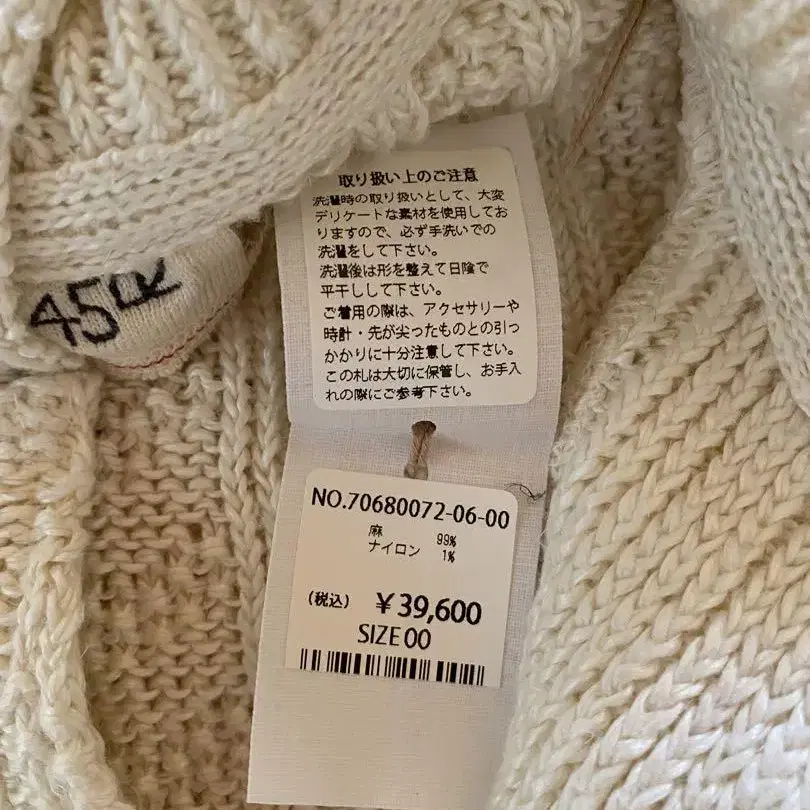 取り扱い上のご注意
洗濯時の取り扱いとして、大変
デリケートな素材を使用してお
りますので、必ず手洗いでの
洗濯をして下さい。
洗濯後は形を整えて日陰で
平干しして下さい。
ご着用の際は、アクセサリーや
時計・先が尖ったものとの引っ
かかりに十分注意して下さい。
この札は大切に保管し、お手入
れの際にご参考下さい。
45R
NO.70680072-06-00
麻 99%
ナイロン 1%
(税込) ¥39,600
SIZE 00